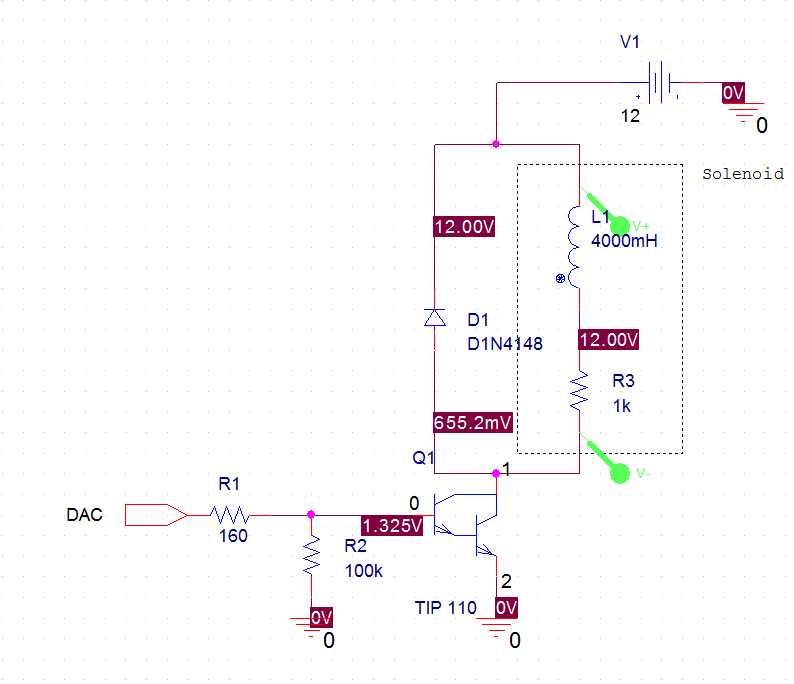 V1
0V
12
0
Solenoid
L1
V+
12.00V
4000mH
D1
D1N4148
12.00V
R3
1k
655.2mV
Q1
1
V-
R1
0
DAC
1.325V
160
R2
100k
2
TIP 110
0V
0V
0
0